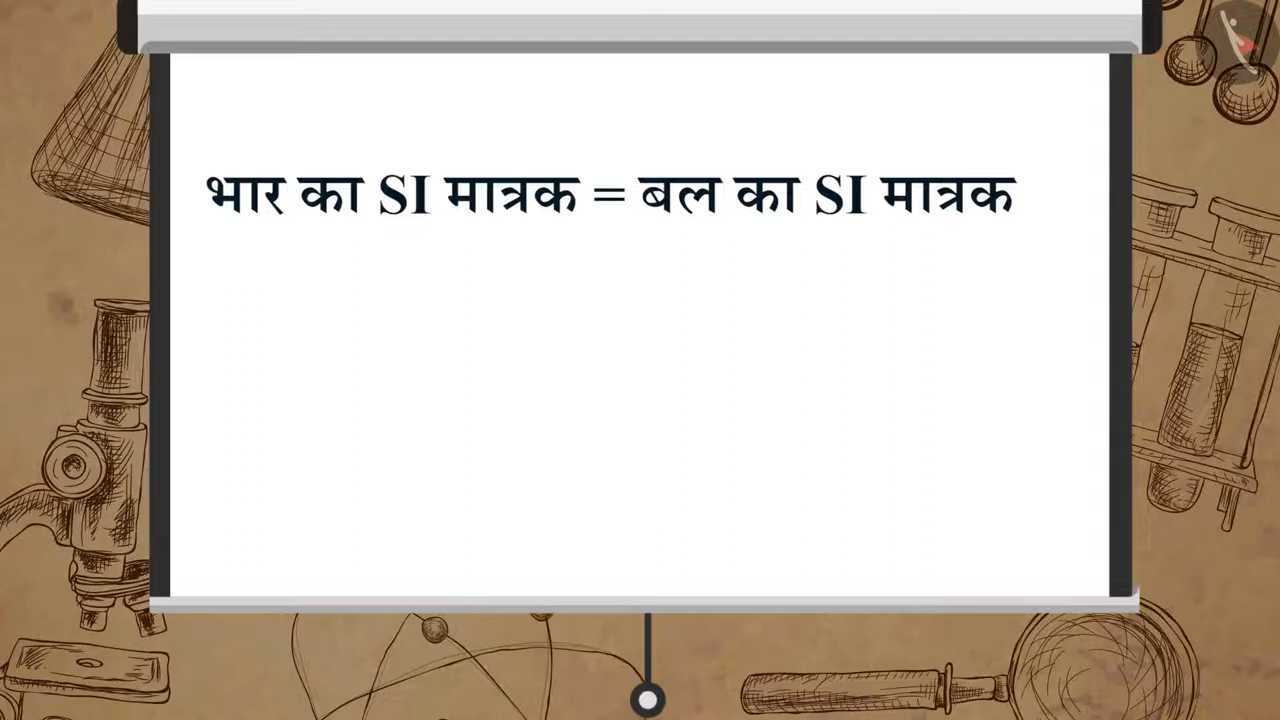 भार का SI मात्रक = बल का SI मात्रक